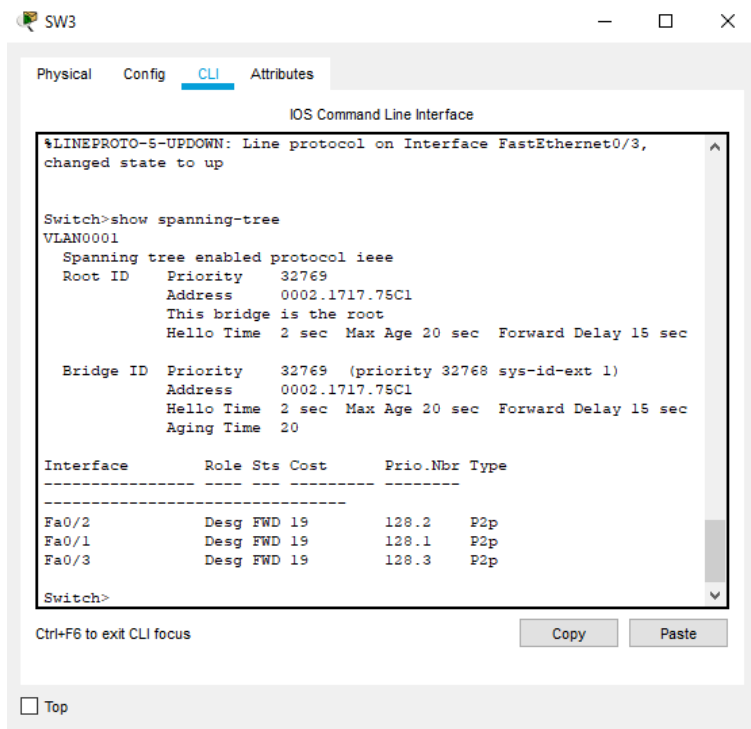 SW3
Physical Config CLI Attributes
IOS Command Line Interface
%LINEPROTO-5-UPDOWN: Line protocol on Interface FastEthernet0/3,
changed state to up
Switch>show spanning-tree
VLAN0001
Spanning tree enabled protocol ieee
Root ID Priority 32769
Address 0002.1717.75C1
This bridge is the root
Hello Time 2 sec Max Age 20 sec Forward Delay 15 sec
Bridge ID Priority 32769 (priority 32768 sys-id-ext 1)
Address 0002.1717.75C1
Hello Time 2 sec Max Age 20 sec Forward Delay 15 sec
Aging Time 20
Interface Role Sts Cost Prio.Nbr Type
---------------- ---- --- --------- --------
--------------------------------
Fa0/2 Desg FWD 19 128.2 P2p
Fa0/1 Desg FWD 19 128.1 P2p
Fa0/3 Desg FWD 19 128.3 P2p
Switch>
Ctrl+F6 to exit CLI focus Copy Paste
Top